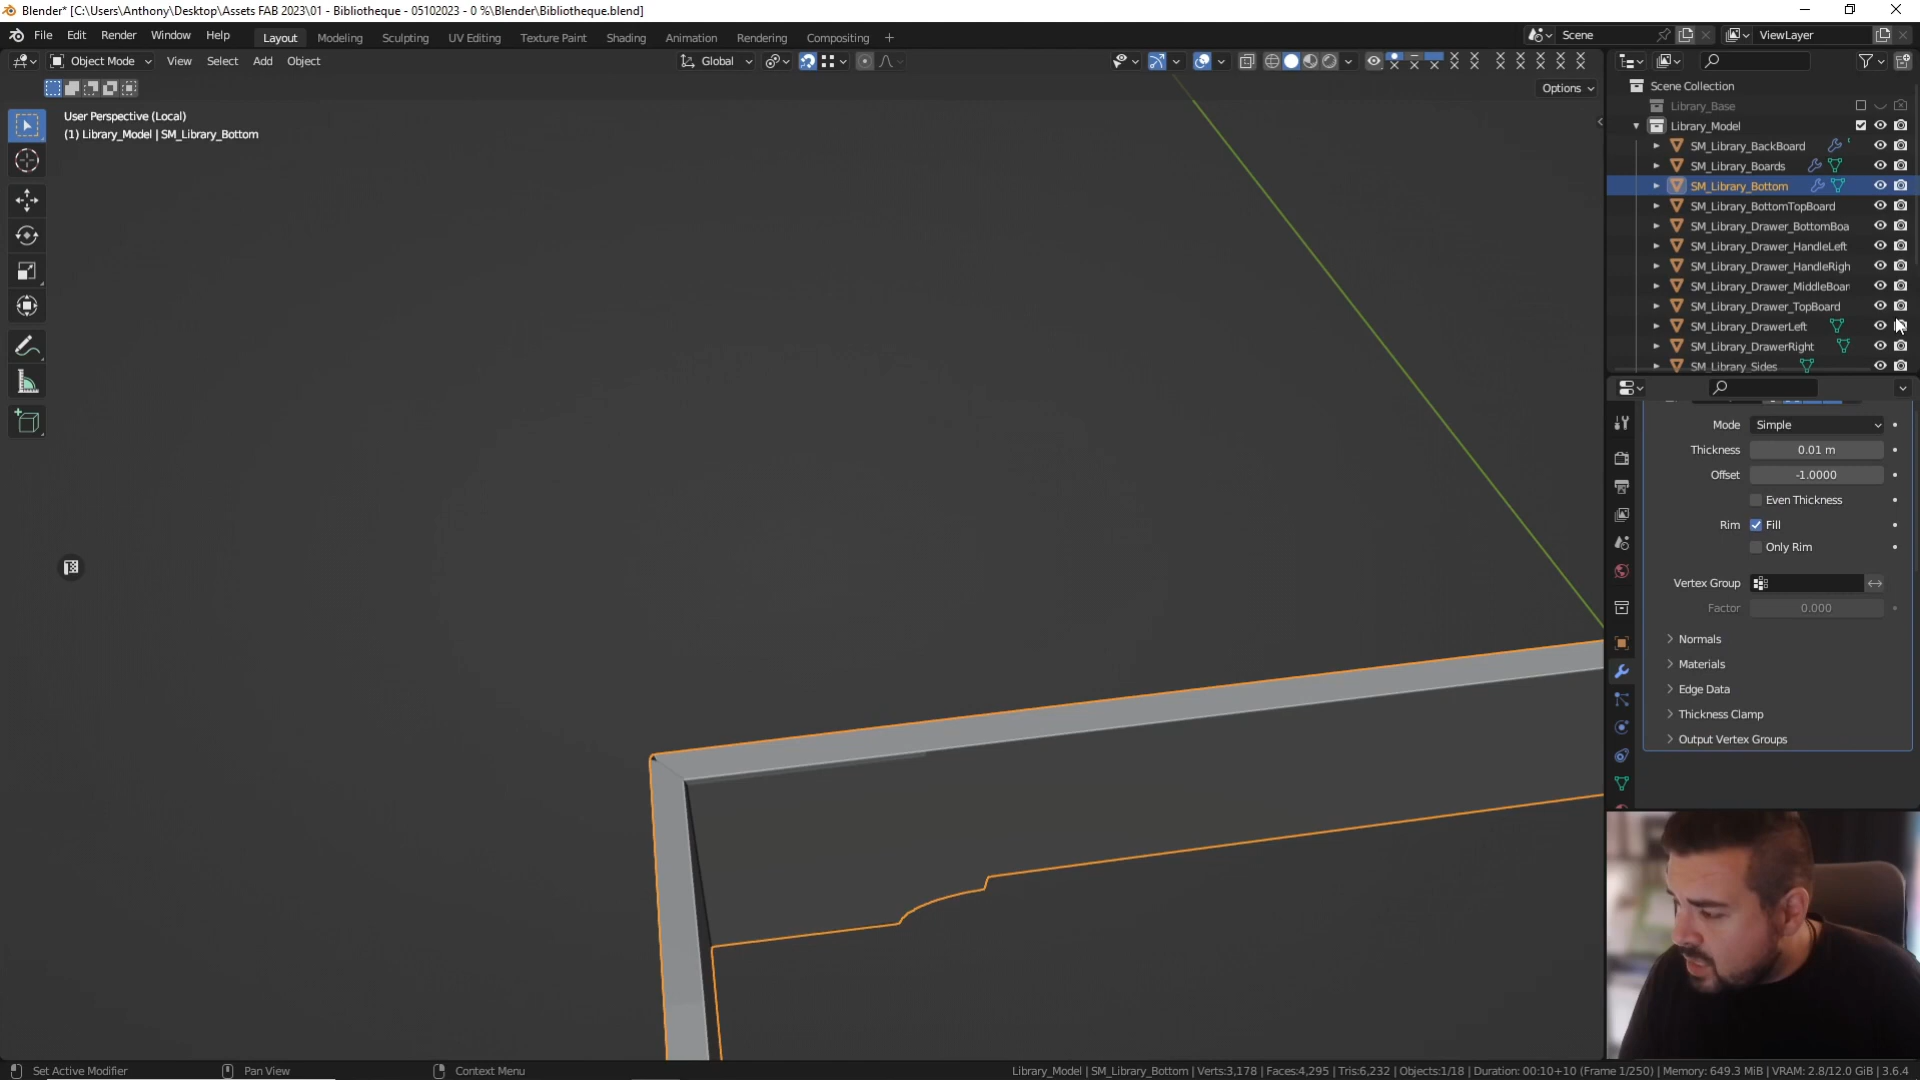 Blender* [C:\Users\Anthony\Desktop\Assets FAB 2023\01 - Bibliotheque - 05102023 - 0 %\Blender\Bibliotheque.blend]
File Edit Render Window Help Layout Modeling Sculpting UV Editing Texture Paint Shading Animation Rendering Compositing + Scene ViewLayer
Object Mode View Select Add Object Global
Options
User Perspective (Local)
(1) Library_Model | SM_Library_Bottom
Scene Collection
Library_Base
Library_Model
SM_Library_BackBoard
SM_Library_Boards
SM_Library_Bottom
SM_Library_BottomTopBoard
SM_Library_Drawer_BottomBoa
SM_Library_Drawer_HandleLeft
SM_Library_Drawer_HandleRigh
SM_Library_Drawer_MiddleBoar
SM_Library_Drawer_TopBoard
SM_Library_DrawerLeft
SM_Library_DrawerRight
SM_Library_Sides
Mode Simple
Thickness 0.01 m
Offset -1.0000
Even Thickness
Rim Fill
Only Rim
Vertex Group
Factor 0.000
Normals
Materials
Edge Data
Thickness Clamp
Output Vertex Groups
Set Active Modifier Pan View Context Menu Library_Model | SM_Library_Bottom | Verts:3,178 | Faces:4,295 | Tris:6,232 | Objects:1/18 | Duration: 00:10+10 (Frame 1/250) | Memory: 649.3 MiB | VRAM: 2.8/12.0 GiB | 3.6.4